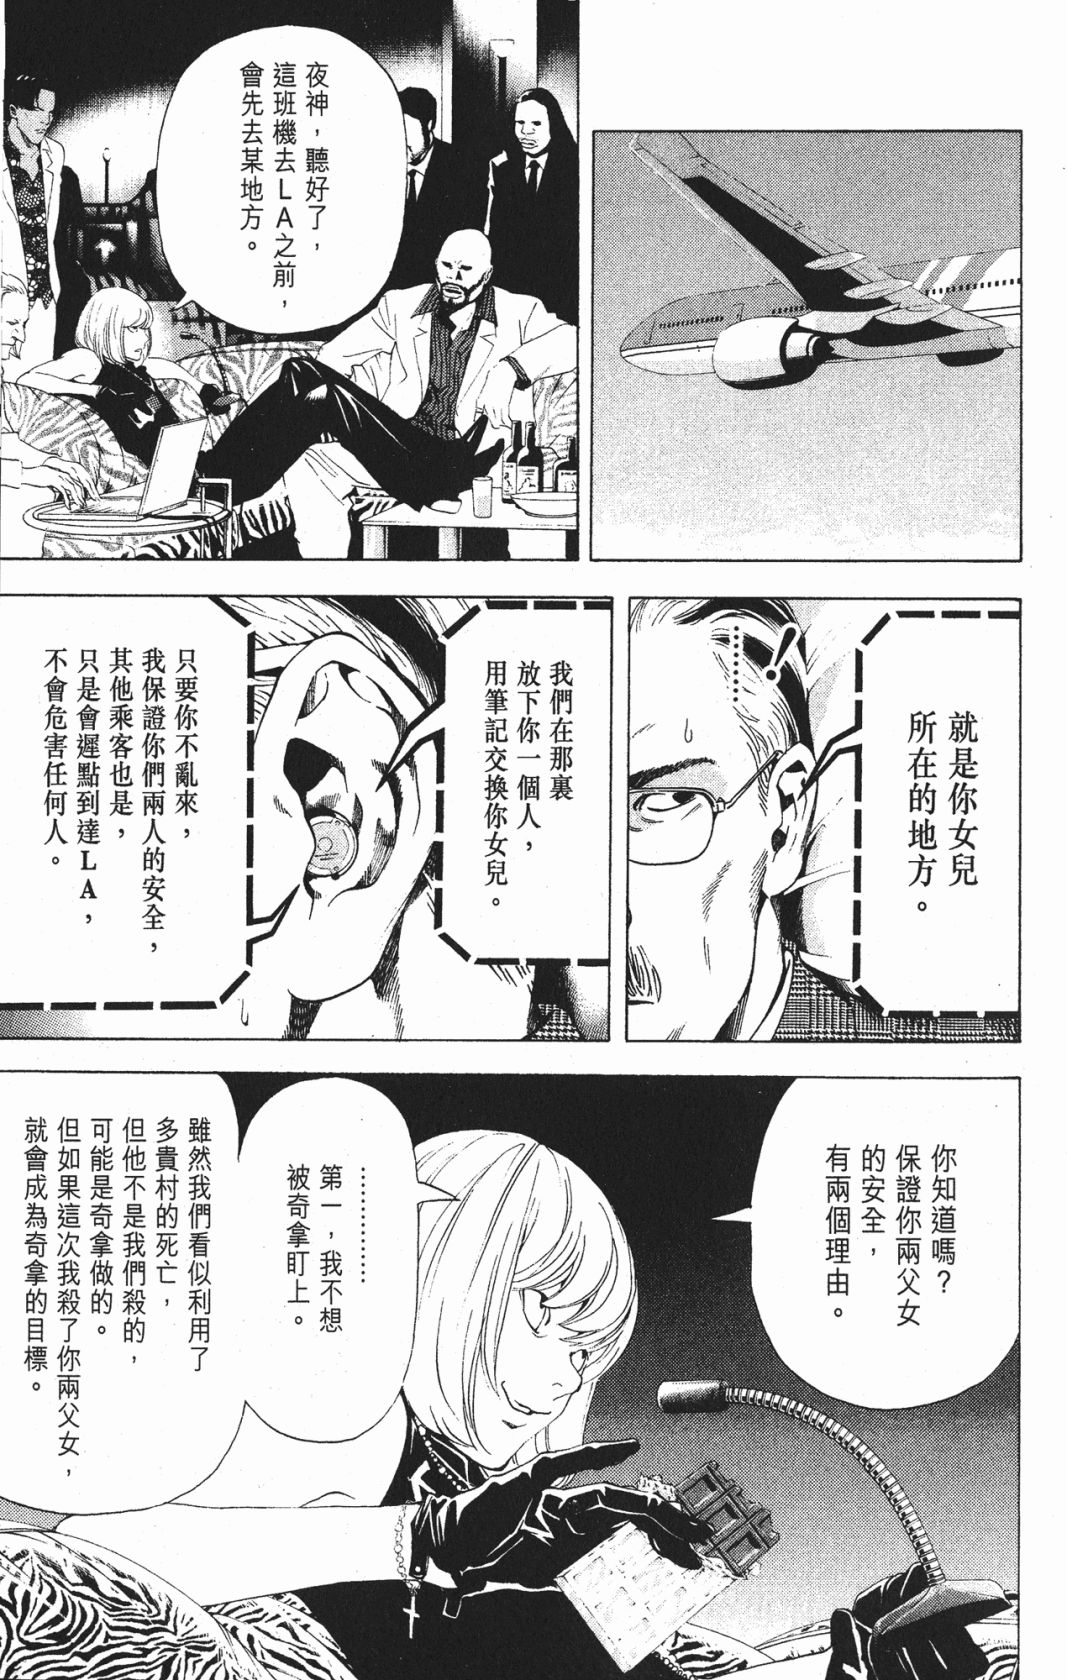 夜神，聽好了，
這班機去ＬＡ之前，
會先去某地方。
就是你女兒
所在的地方。
……！
我們在那裏
放下你一個人，
用筆記交換你女兒。
只要你不亂來，
我保證你們兩人的安全，
其他乘客也是，
只是會遲點到達ＬＡ，
不會危害任何人。
你知道嗎？
保證你兩父女
的安全，
有兩個理由。
…………
第一，我不想
被奇拿盯上。
雖然我們看似利用了
多貴村的死亡，
但他不是我們殺的，
可能是奇拿做的。
但如果這次我殺了你兩父女，
就會成為奇拿的目標。